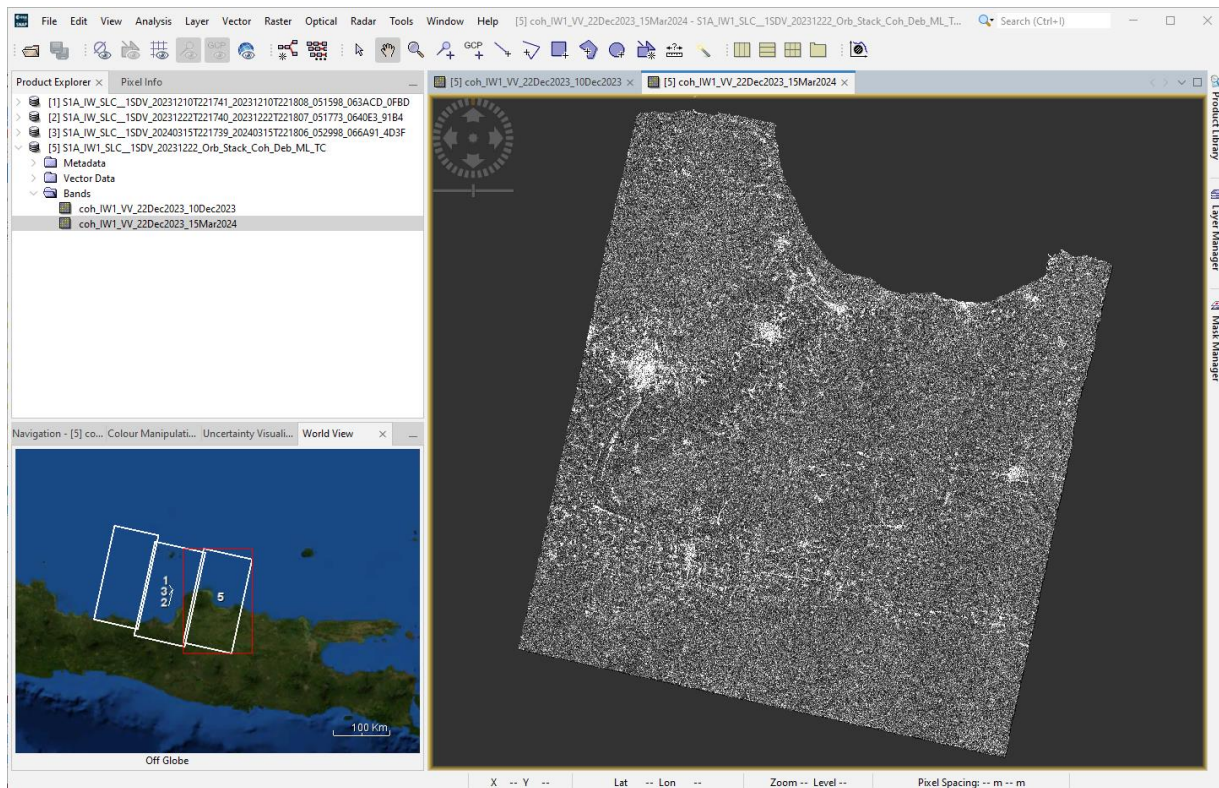 File Edit View Analysis Layer Vector Raster Optical Radar Tools Window Help [5] coh_IW1_VV_22Dec2023_15Mar2024 - S1A_IW1_SLC__1SDV_20231222_Orb_Stack_Coh_Deb_ML_T... Search (Ctrl+I)
GCP GCP
Product Explorer × Pixel Info
[1] S1A_IW_SLC__1SDV_20231210T221741_20231210T221808_051598_063ACD_0FBD
[2] S1A_IW_SLC__1SDV_20231222T221740_20231222T221807_051773_0640E3_91B4
[3] S1A_IW_SLC__1SDV_20240315T221739_20240315T221806_052998_066A91_4D3F
[5] S1A_IW1_SLC__1SDV_20231222_Orb_Stack_Coh_Deb_ML_TC
Metadata
Vector Data
Bands
coh_IW1_VV_22Dec2023_10Dec2023
coh_IW1_VV_22Dec2023_15Mar2024
Navigation - [5] co... Colour Manipulati... Uncertainty Visuali... World View ×
1
3
2
5
100 Km
Off Globe
[5] coh_IW1_VV_22Dec2023_10Dec2023 × [5] coh_IW1_VV_22Dec2023_15Mar2024 ×
Product Library
Layer Manager
Mask Manager
X -- Y -- Lat -- Lon -- Zoom -- Level -- Pixel Spacing: -- m -- m